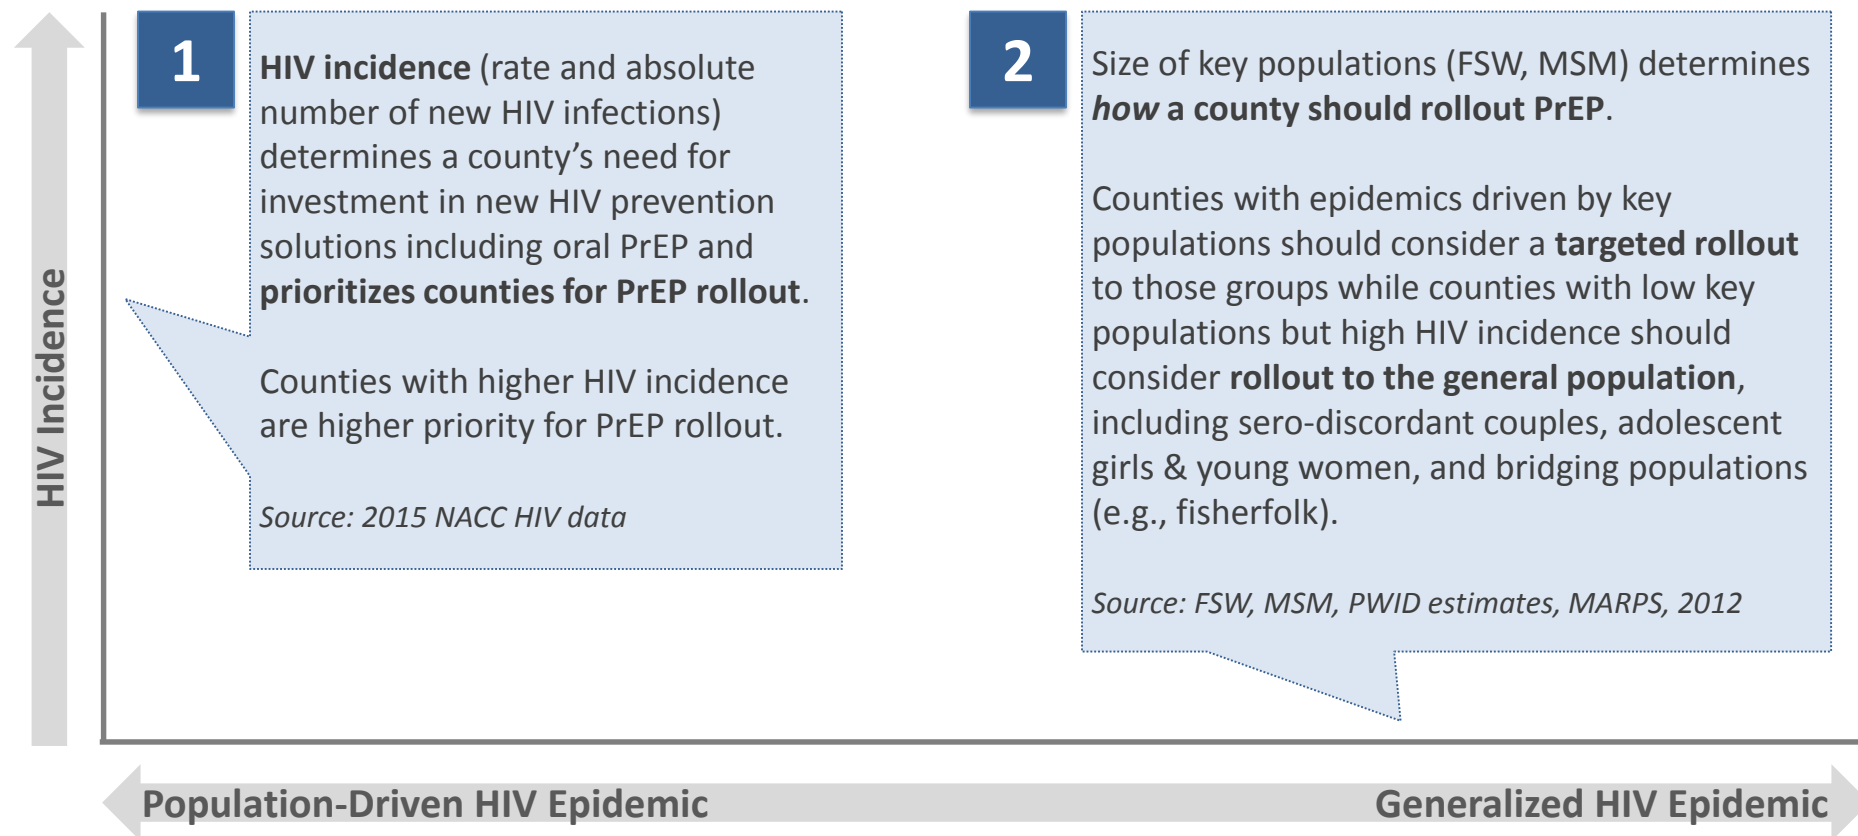 HIV Incidence
1
HIV incidence (rate and absolute
number of new HIV infections)
determines a county’s need for
investment in new HIV prevention
solutions including oral PrEP and
prioritizes counties for PrEP rollout.
Counties with higher HIV incidence
are higher priority for PrEP rollout.
Source: 2015 NACC HIV data
2
Size of key populations (FSW, MSM) determines
how a county should rollout PrEP.
Counties with epidemics driven by key
populations should consider a targeted rollout
to those groups while counties with low key
populations but high HIV incidence should
consider rollout to the general population,
including sero-discordant couples, adolescent
girls & young women, and bridging populations
(e.g., fisherfolk).
Source: FSW, MSM, PWID estimates, MARPS, 2012
Population-Driven HIV Epidemic
Generalized HIV Epidemic